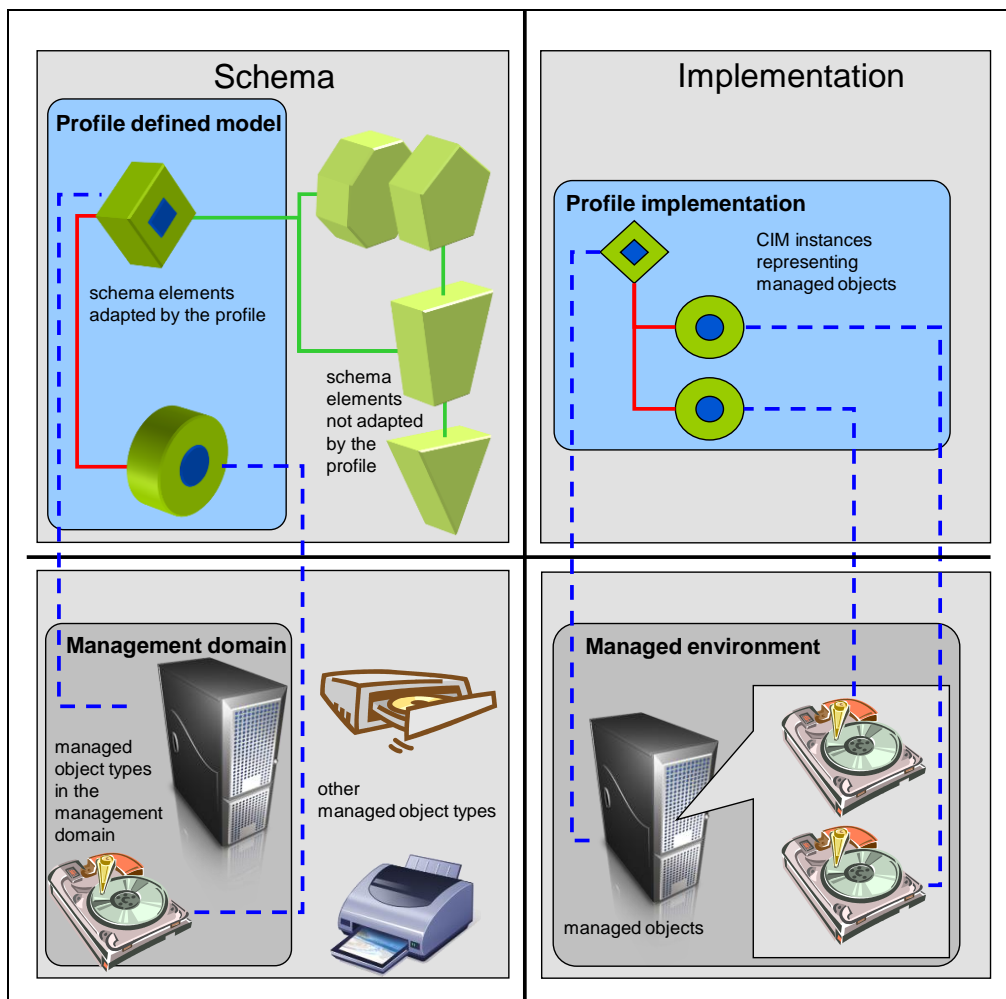 Schema
Profile defined model
schema elements
adapted by the profile
schema
elements
not adapted
by the
profile
Implementation
Profile implementation
CIM instances
representing
managed objects
Management domain
managed
object types
in the
management
domain
other
managed object types
Managed environment
managed objects